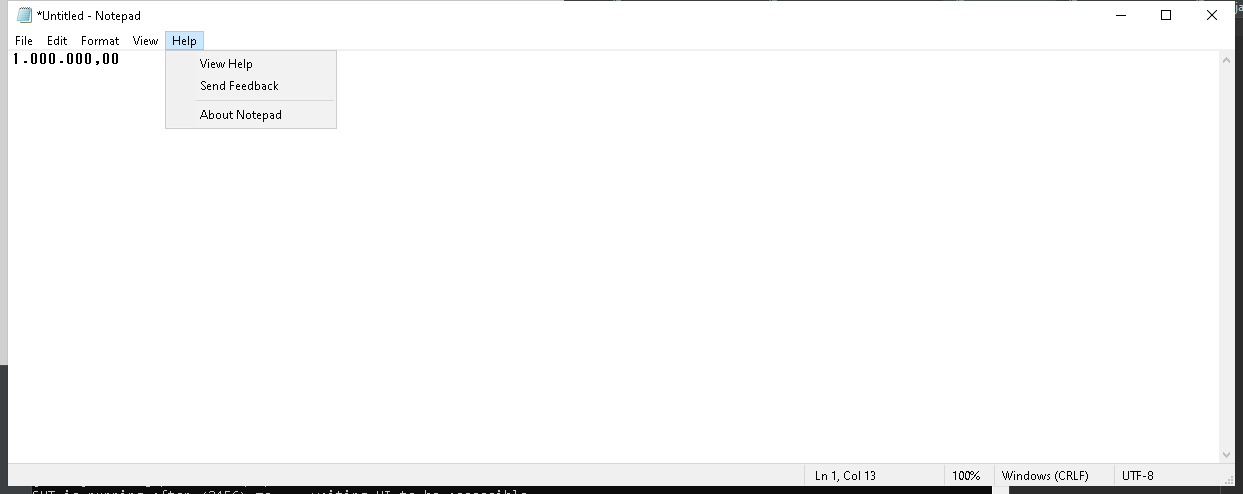 *Untitled - Notepad
File Edit Format View Help
1.000.000,00
View Help
Send Feedback
About Notepad
Ln 1, Col 13 100% Windows (CRLF) UTF-8